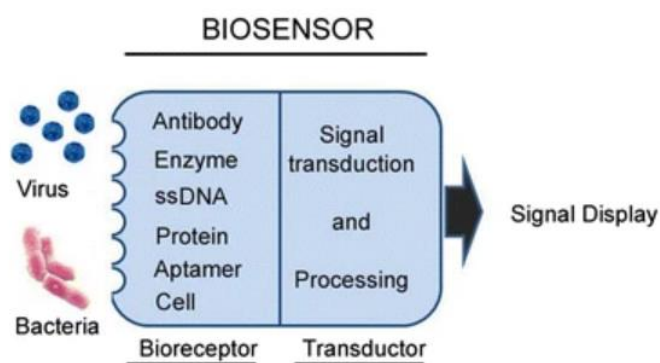 BIOSENSOR
Virus
Bacteria
Antibody
Enzyme
ssDNA
Protein
Aptamer
Cell
Signal
transduction
and
Processing
Signal Display
Bioreceptor
Transductor